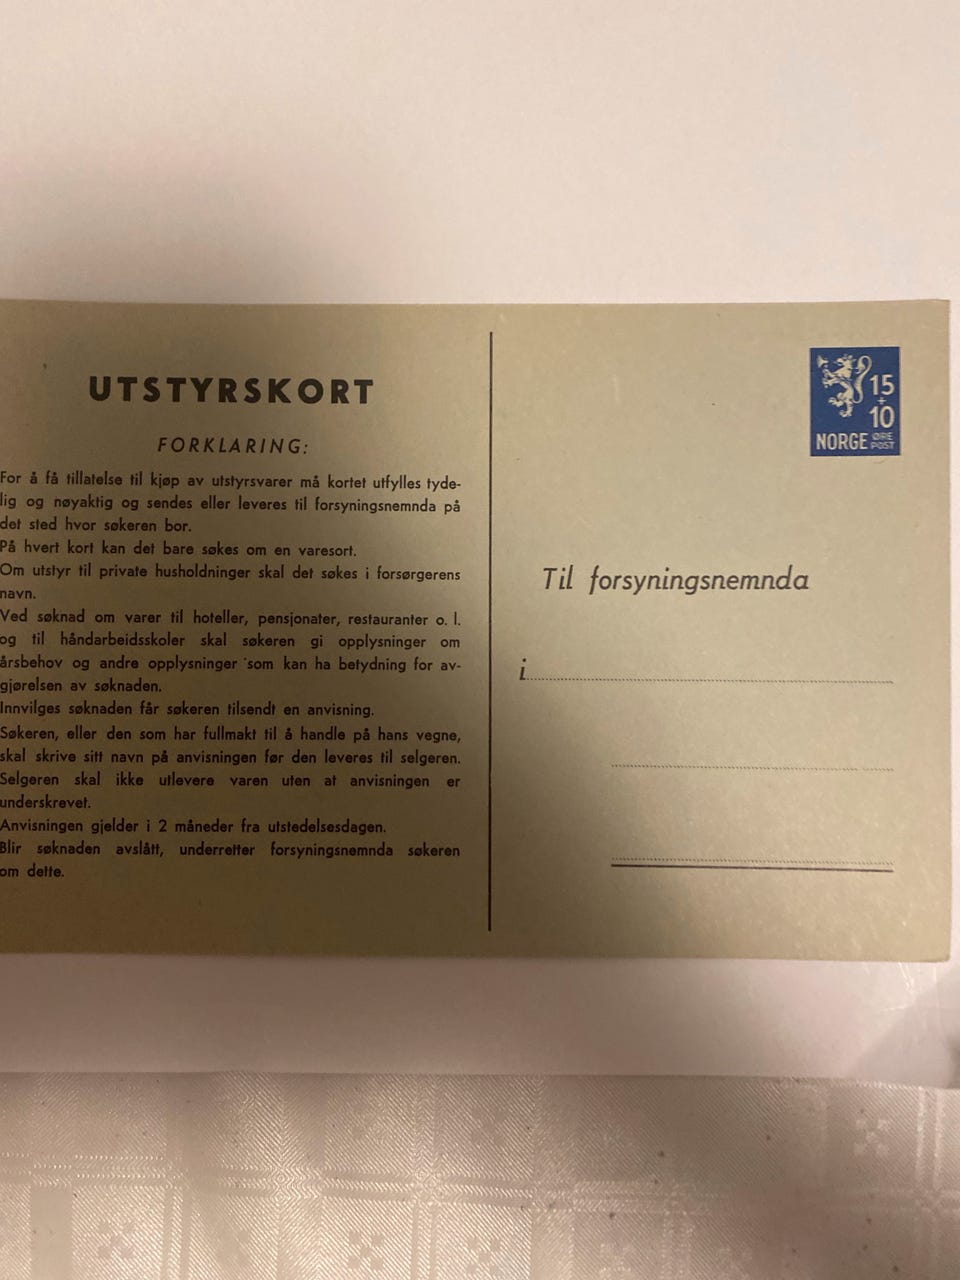 UTSTYRSKORT
FORKLARING:
For å få tillatelse til kjøp av utstyrsvarer må kortet utfylles tyde-
lig og nøyaktig og sendes eller leveres til forsyningsnemnda på
det sted hvor søkeren bor.
På hvert kort kan det bare søkes om en varesort.
Om utstyr til private husholdninger skal det søkes i forsørgerens
navn.
Ved søknad om varer til hoteller, pensjonater, restauranter o. l.
og til håndarbeidsskoler skal søkeren gi opplysninger om
årsbehov og andre opplysninger som kan ha betydning for av-
gjørelsen av søknaden.
Innvilges søknaden får søkeren tilsendt en anvisning.
Søkeren, eller den som har fullmakt til å handle på hans vegne,
skal skrive sitt navn på anvisningen før den leveres til selgeren.
Selgeren skal ikke utlevere varen uten at anvisningen er
underskrevet.
Anvisningen gjelder i 2 måneder fra utstedelsesdagen.
Blir søknaden avslått, underretter forsyningsnemnda søkeren
om dette.
15
+
10
NORGE ØRE
POST
Til forsyningsnemnda
i